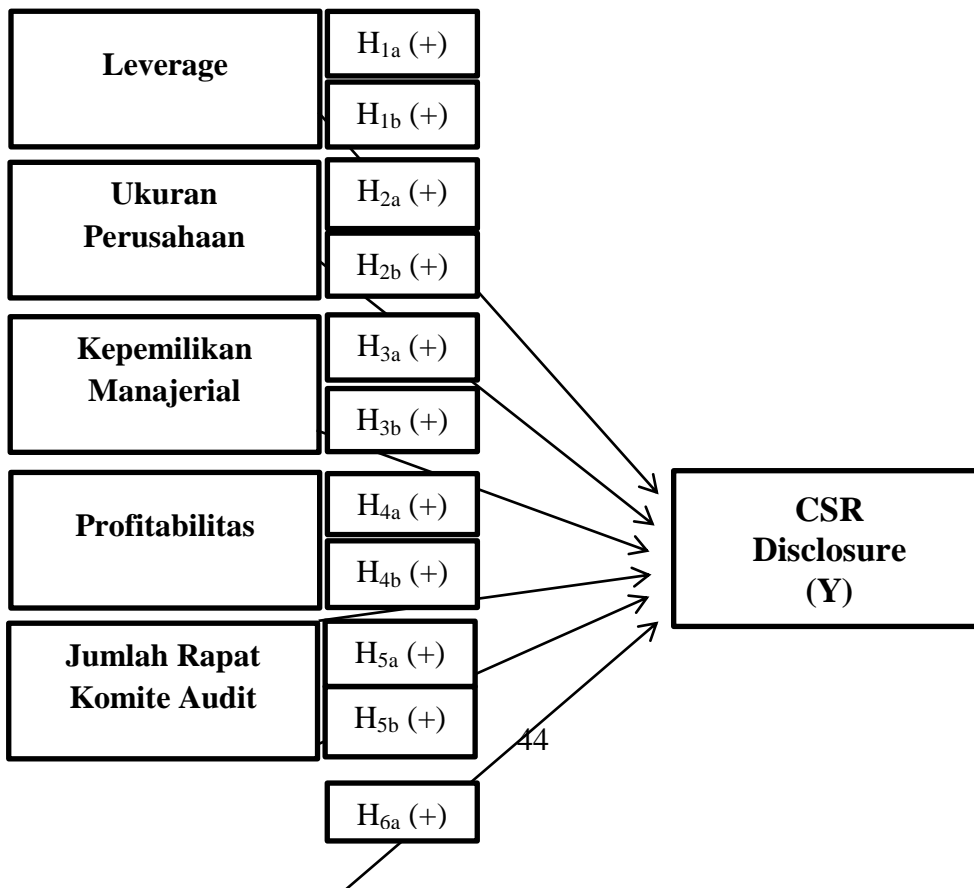 Leverage
H1a (+)
H1b (+)
Ukuran
Perusahaan
H2a (+)
H2b (+)
Kepemilikan
Manajerial
H3a (+)
H3b (+)
Profitabilitas
H4a (+)
H4b (+)
CSR
Disclosure
(Y)
Jumlah Rapat
Komite Audit
H5a (+)
H5b (+)
44
H6a (+)